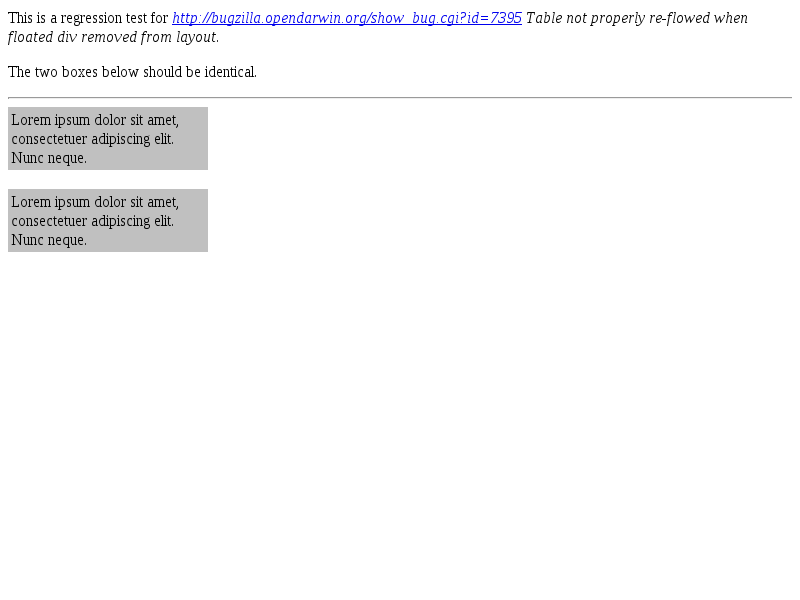 This is a regression test for http://bugzilla.opendarwin.org/show_bug.cgi?id=7395 Table not properly re-flowed when
floated div removed from layout.
The two boxes below should be identical.
Lorem ipsum dolor sit amet,
consectetuer adipiscing elit.
Nunc neque.
Lorem ipsum dolor sit amet,
consectetuer adipiscing elit.
Nunc neque.